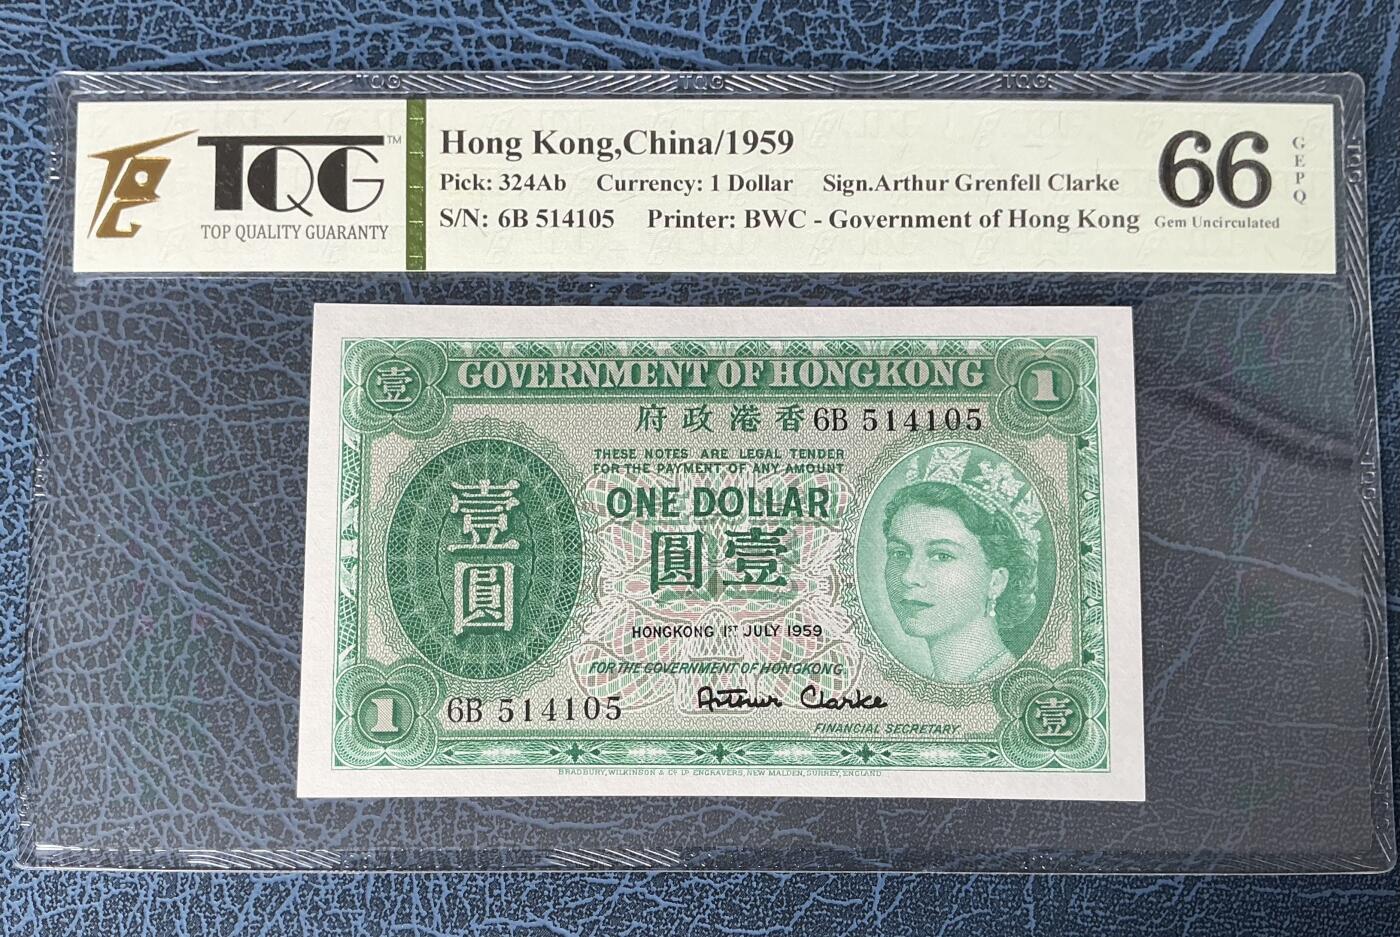 TQG TQG TQG
TQG™
TOP QUALITY GUARANTY
Hong Kong,China/1959
Pick: 324Ab Currency: 1 Dollar Sign.Arthur Grenfell Clarke
S/N: 6B 514105 Printer: BWC - Government of Hong Kong
66
GEPQ
Gem Uncirculated
壹 GOVERNMENT OF HONGKONG 1
府政港香 6B 514105
THESE NOTES ARE LEGAL TENDER
FOR THE PAYMENT OF ANY AMOUNT
ONE DOLLAR
圓壹
壹圓
HONGKONG 1ST JULY 1959
FOR THE GOVERNMENT OF HONGKONG
1 6B 514105 Arthur Clarke 壹
FINANCIAL SECRETARY
BRADBURY, WILKINSON & Co. Ld. ENGRAVERS, NEW MALDEN, SURREY, ENGLAND